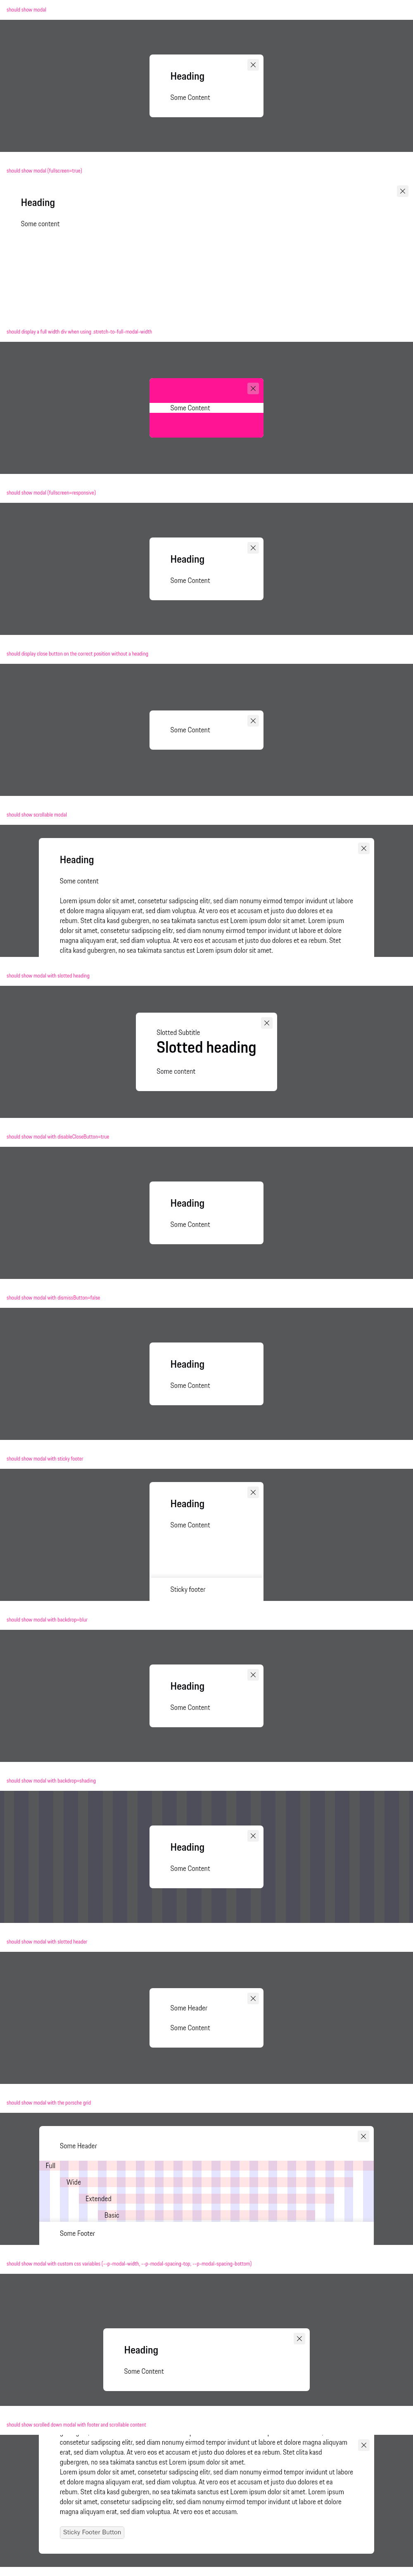 should show modal
Heading
Some Content
should show modal (fullscreen=true)
Heading
Some content
should display a full width div when using .stretch-to-full-modal-width
Some Content
should show modal (fullscreen=responsive)
Heading
Some Content
should display close button on the correct position without a heading
Some Content
should show scrollable modal
Heading
Some content
Lorem ipsum dolor sit amet, consetetur sadipscing elitr, sed diam nonumy eirmod tempor invidunt ut labore
et dolore magna aliquyam erat, sed diam voluptua. At vero eos et accusam et justo duo dolores et ea
rebum. Stet clita kasd gubergren, no sea takimata sanctus est Lorem ipsum dolor sit amet. Lorem ipsum
dolor sit amet, consetetur sadipscing elitr, sed diam nonumy eirmod tempor invidunt ut labore et dolore
magna aliquyam erat, sed diam voluptua. At vero eos et accusam et justo duo dolores et ea rebum. Stet
clita kasd gubergren, no sea takimata sanctus est Lorem ipsum dolor sit amet.
should show modal with slotted heading
Slotted Subtitle
Slotted heading
Some content
should show modal with disableCloseButton=true
Heading
Some Content
should show modal with dismissButton=false
Heading
Some Content
should show modal with sticky footer
Heading
Some Content
Sticky footer
should show modal with backdrop=blur
Heading
Some Content
should show modal with backdrop=shading
Heading
Some Content
should show modal with slotted header
Some Header
Some Content
should show modal with the porsche grid
Some Header
Full
Wide
Extended
Basic
Some Footer
should show modal with custom css variables (--p-modal-width, --p-modal-spacing-top, --p-modal-spacing-bottom)
Heading
Some Content
should show scrolled down modal with footer and scrollable content
consetetur sadipscing elitr, sed diam nonumy eirmod tempor invidunt ut labore et dolore magna aliquyam
erat, sed diam voluptua. At vero eos et accusam et justo duo dolores et ea rebum. Stet clita kasd
gubergren, no sea takimata sanctus est Lorem ipsum dolor sit amet.
Lorem ipsum dolor sit amet, consetetur sadipscing elitr, sed diam nonumy eirmod tempor invidunt ut labore
et dolore magna aliquyam erat, sed diam voluptua. At vero eos et accusam et justo duo dolores et ea
rebum. Stet clita kasd gubergren, no sea takimata sanctus est Lorem ipsum dolor sit amet. Lorem ipsum
dolor sit amet, consetetur sadipscing elitr, sed diam nonumy eirmod tempor invidunt ut labore et dolore
magna aliquyam erat, sed diam voluptua. At vero eos et accusam.
Sticky Footer Button